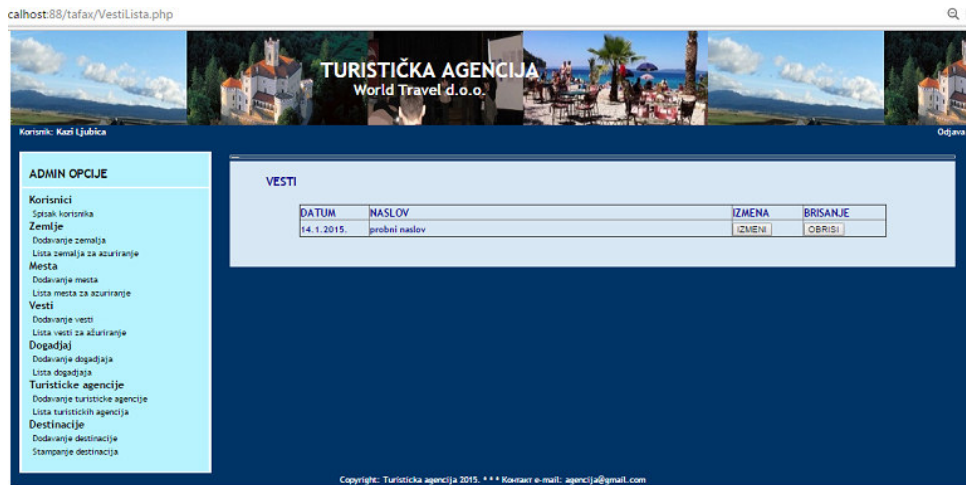 calhost:88/tafax/VestiLista.php
TURISTIČKA AGENCIJA
World Travel d.o.o.
Korisnik: Kazi Ljubica
Odjava
ADMIN OPCIJE
Korisnici
Spisak korisnika
Zemlje
Dodavanje zemalja
Lista zemalja za azuriranje
Mesta
Dodavanje mesta
Lista mesta za azuriranje
Vesti
Dodavanje vesti
Lista vesti za ažuriranje
Dogadjaj
Dodavanje dogadjaja
Lista dogadjaja
Turisticke agencije
Dodavanje turisticke agencije
Lista turistickih agencija
Destinacije
Dodavanje destinacije
Stampanje destinacija
VESTI
DATUM NASLOV IZMENA BRISANJE
14.1.2015. probni naslov IZMENI OBRISI
Copyright: Turisticka agencija 2015. * * * Контакт e-mail: agencija@gmail.com